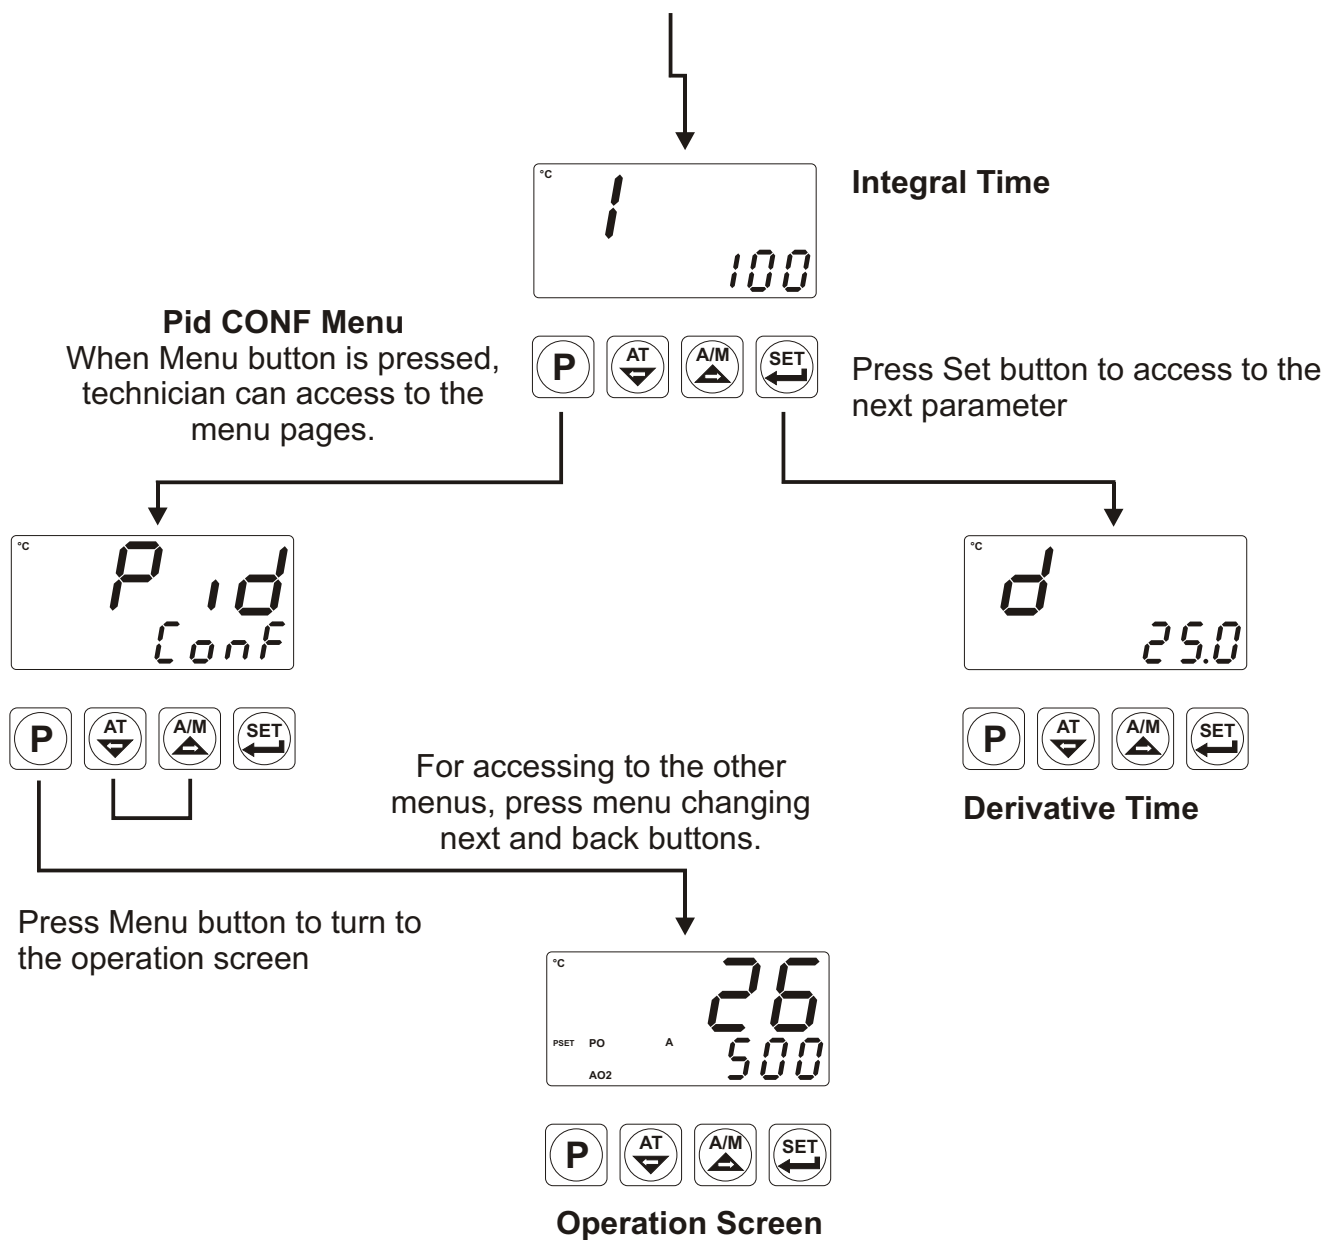 °C
I
100
Integral Time
Pid CONF Menu
When Menu button is pressed,
technician can access to the
menu pages.
P
AT
A/M
SET
Press Set button to access to the
next parameter
°C
Pid
ConF
P
AT
A/M
SET
°C
d
25.0
P
AT
A/M
SET
Derivative Time
For accessing to the other
menus, press menu changing
next and back buttons.
Press Menu button to turn to
the operation screen
°C
26
PSET PO A
500
AO2
P
AT
A/M
SET
Operation Screen